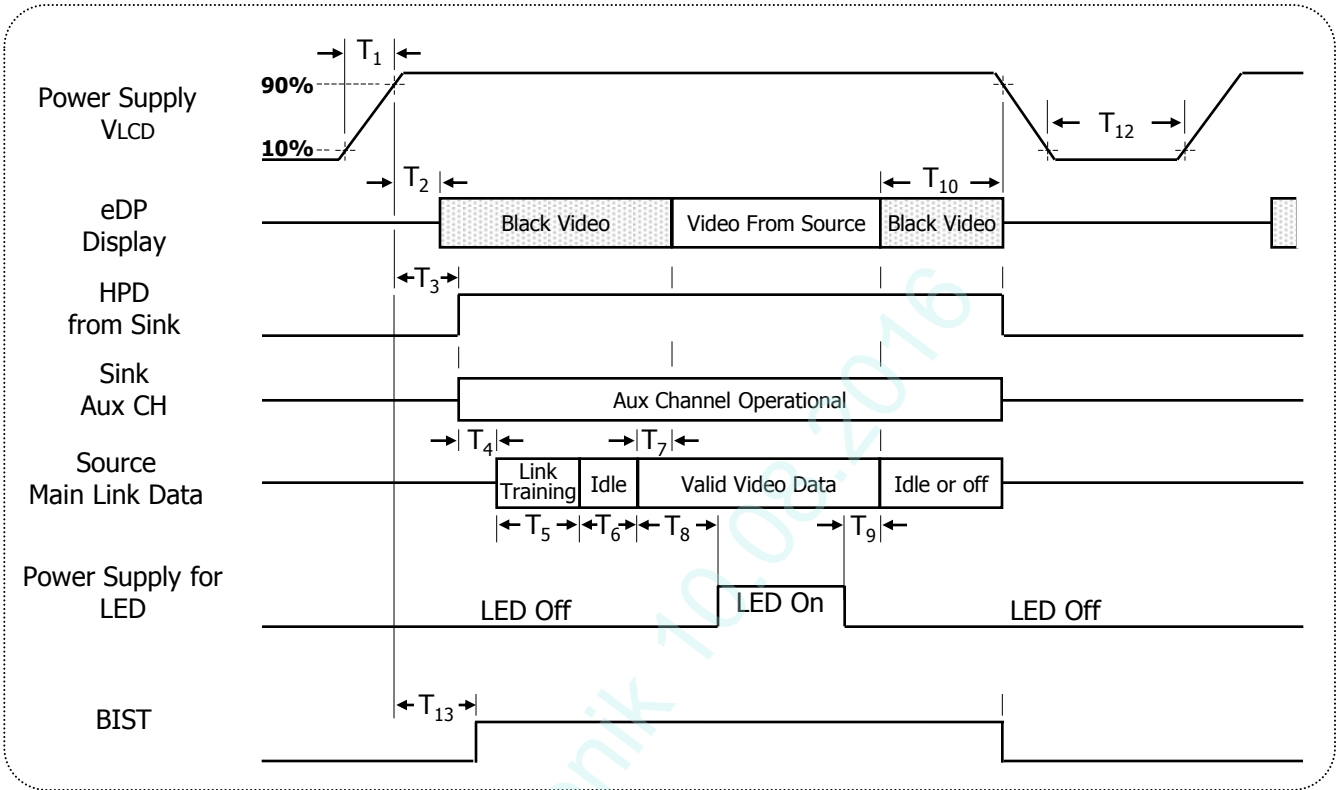 T1
90%
Power Supply
VLCD
T12
10%
T2
T10
eDP
Display
Black Video
Video From Source
Black Video
T3
HPD
from Sink
Sink
Aux CH
Aux Channel Operational
T4
T7
Source
Main Link Data
Link
Training
Idle
Valid Video Data
Idle or off
T5
T6
T8
T9
Power Supply for
LED
LED Off
LED On
LED Off
T13
BIST
10.08.2016